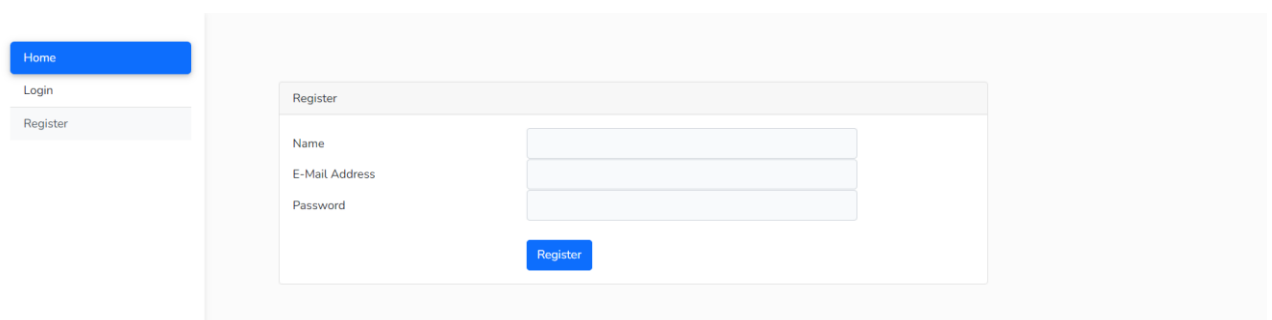 Home
Login
Register
Register
Name
E-Mail Address
Password
Register